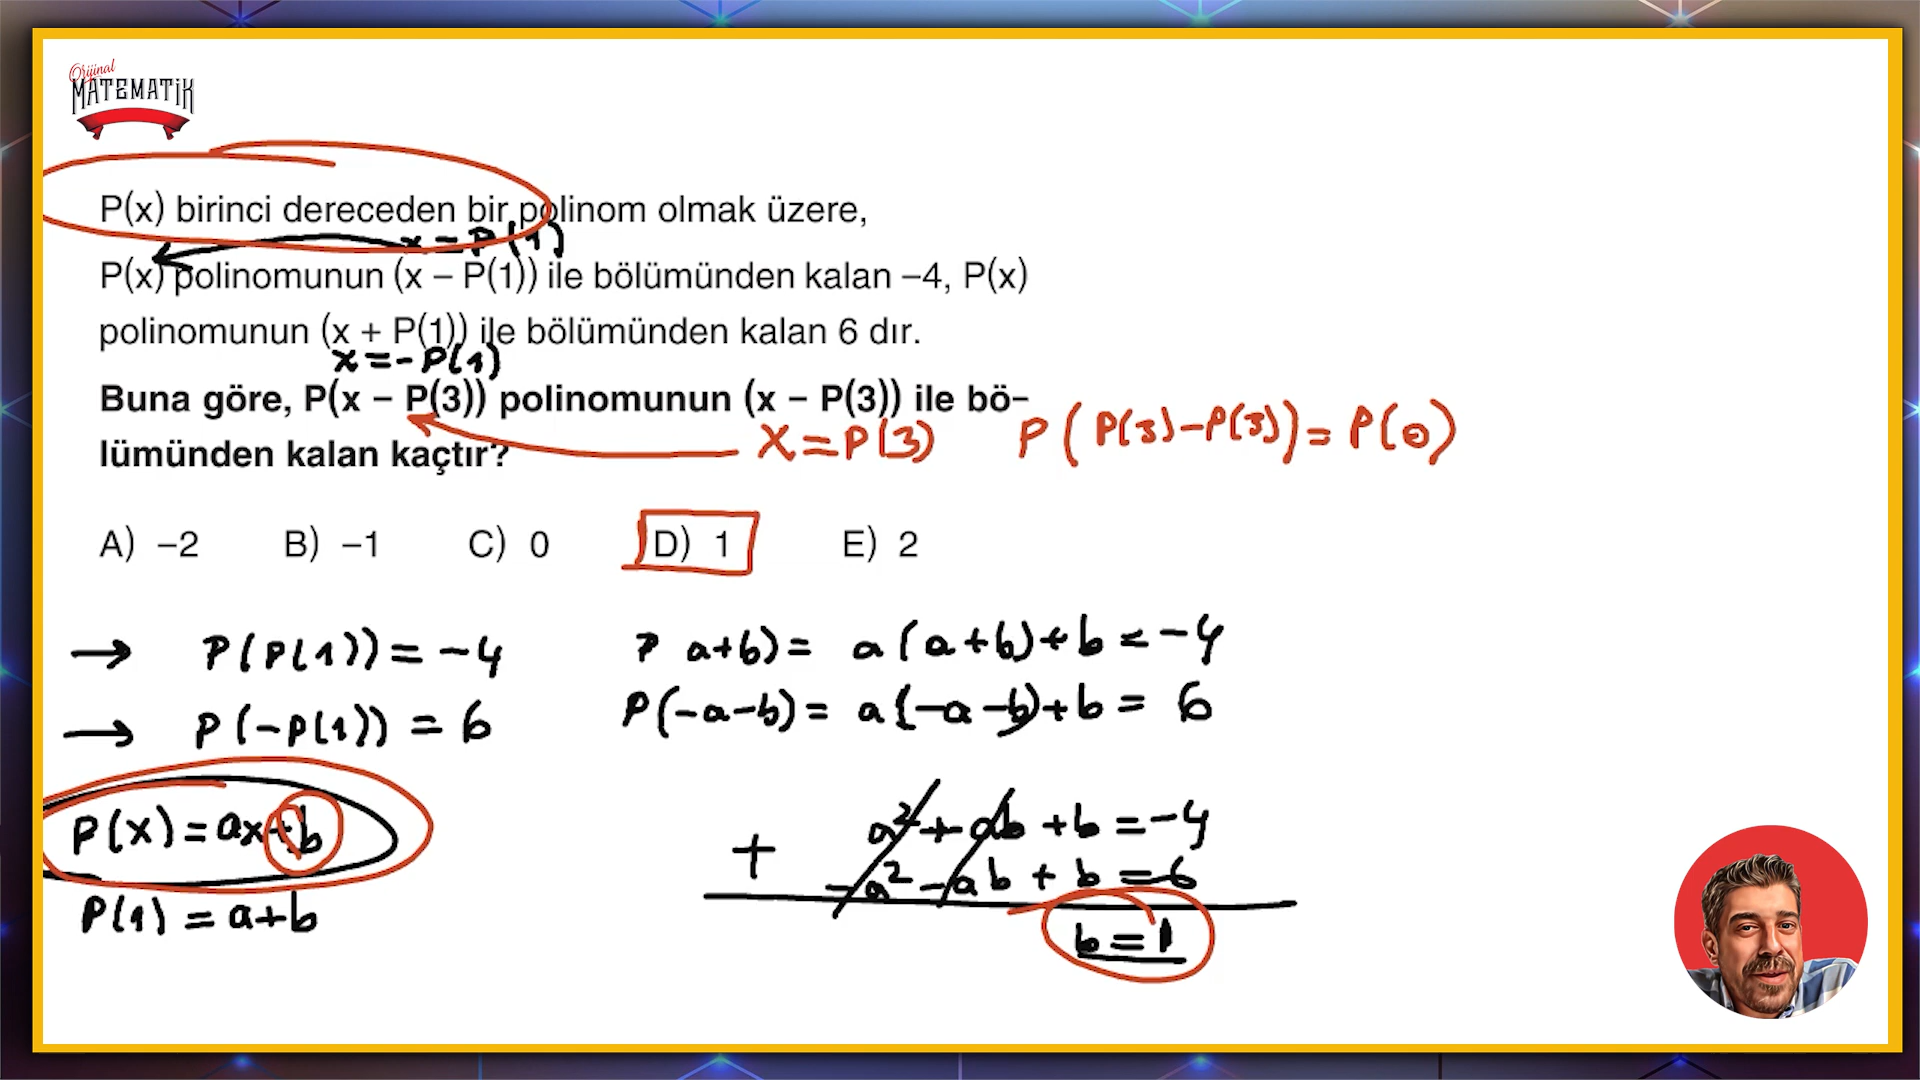 Orijinal
MATEMATİK
P(x) birinci dereceden bir polinom olmak üzere,
x = P(1)
P(x) polinomunun (x – P(1)) ile bölümünden kalan –4, P(x)
polinomunun (x + P(1)) ile bölümünden kalan 6 dır.
x = - P(1)
Buna göre, P(x – P(3)) polinomunun (x – P(3)) ile bö-
lümünden kalan kaçtır?
x = P(3) P(P(3)-P(3)) = P(0)
A) –2 B) –1 C) 0 D) 1 E) 2
→ P(P(1)) = -4
→ P(-P(1)) = 6
P a+b) = a(a+b)+b = -4
P(-a-b) = a(-a-b)+b = 6
P(x) = ax+b
P(1) = a+b
a²+ab+b = -4
+ -a²-ab+b = 6
b = 1